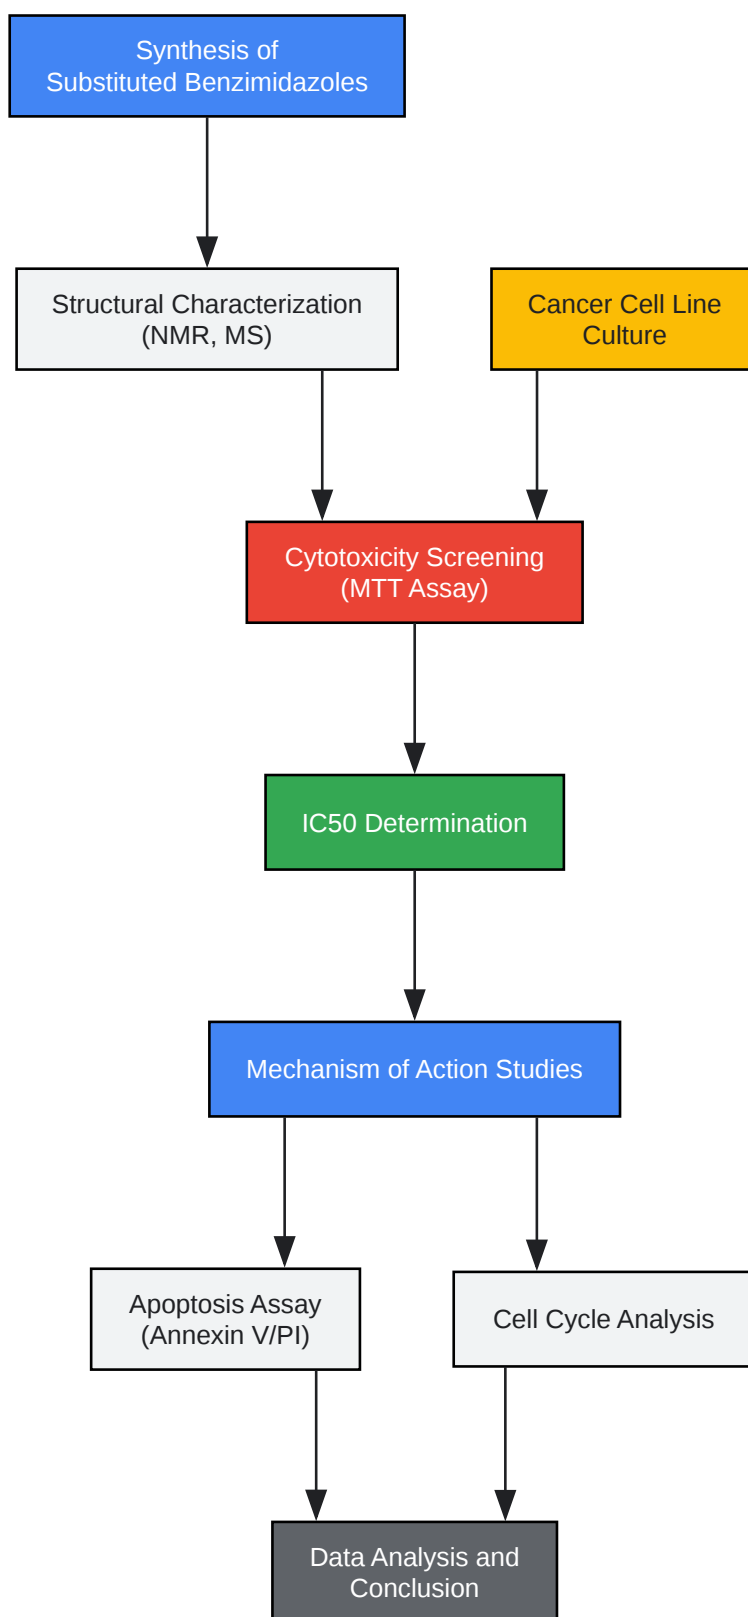 Synthesis of
Substituted Benzimidazoles
Structural Characterization
(NMR, MS)
Cancer Cell Line
Culture
Cytotoxicity Screening
(MTT Assay)
IC50 Determination
Mechanism of Action Studies
Apoptosis Assay
(Annexin V/PI)
Cell Cycle Analysis
Data Analysis and
Conclusion